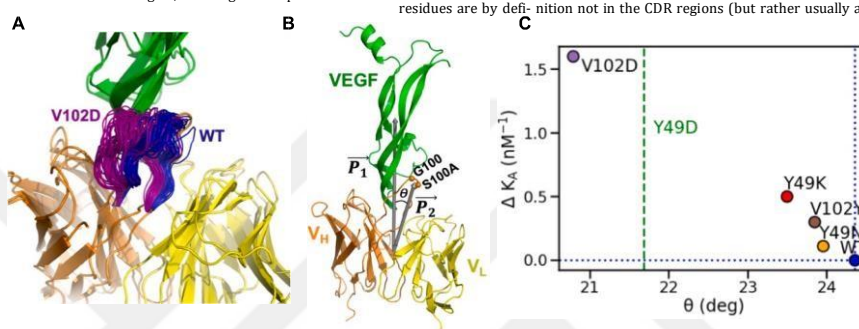 residues are by defi- nition not in the CDR regions (but rather usually a
A
V102D
WT
B
VEGF
P1
G100
S100A
θ
P2
VH
VL
C
Δ KA (nM−1)
1.5
1.0
0.5
0.0
V102D
Y49D
Y49K
V102Y
Y49N
W
21
22
23
24
θ (deg)